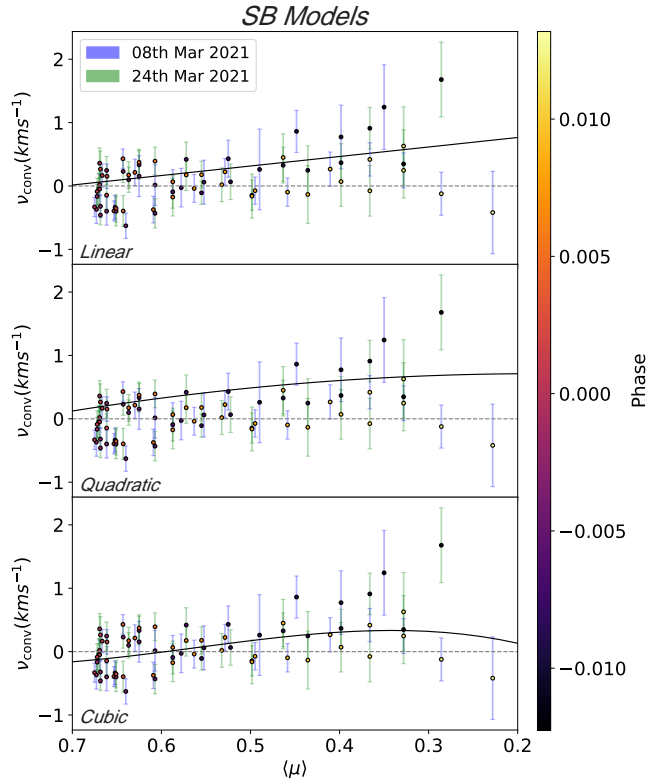 SB Models
08th Mar 2021
24th Mar 2021
2
1
0
−1
ν_conv(kms⁻¹)
Linear
2
1
0
−1
ν_conv(kms⁻¹)
Quadratic
2
1
0
−1
ν_conv(kms⁻¹)
Cubic
0.7 0.6 0.5 0.4 0.3 0.2
⟨μ⟩
0.010
0.005
0.000
−0.005
−0.010
Phase